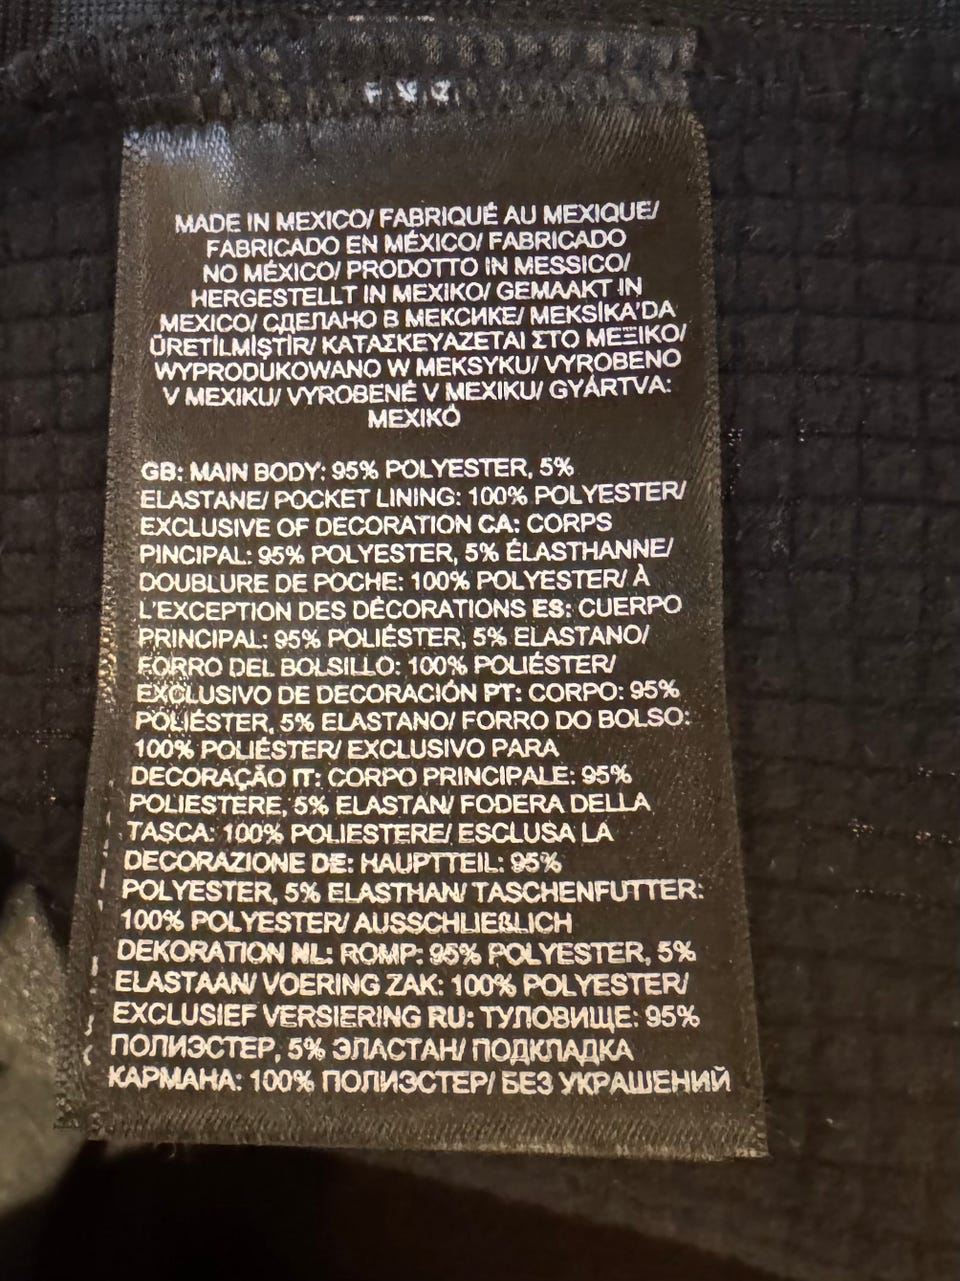 MADE IN MEXICO/ FABRIQUÉ AU MEXIQUE/
FABRICADO EN MÉXICO/ FABRICADO
NO MÉXICO/ PRODOTTO IN MESSICO/
HERGESTELLT IN MEXIKO/ GEMAAKT IN
MEXICO/ СДЕЛАНО В МЕКСИКЕ/ MEKSİKA'DA
ÜRETİLMİŞTİR/ ΚΑΤΑΣΚΕΥΑΖΕΤΑΙ ΣΤΟ ΜΕΞΙΚΟ/
WYPRODUKOWANO W MEKSYKU/ VYROBENO
V MEXIKU/ VYROBENÉ V MEXIKU/ GYÁRTVA:
MEXIKÓ
GB: MAIN BODY: 95% POLYESTER, 5%
ELASTANE/ POCKET LINING: 100% POLYESTER/
EXCLUSIVE OF DECORATION CA: CORPS
PINCIPAL: 95% POLYESTER, 5% ÉLASTHANNE/
DOUBLURE DE POCHE: 100% POLYESTER/ À
L'EXCEPTION DES DÉCORATIONS ES: CUERPO
PRINCIPAL: 95% POLIÉSTER, 5% ELASTANO/
FORRO DEL BOLSILLO: 100% POLIÉSTER/
EXCLUSIVO DE DECORACIÓN PT: CORPO: 95%
POLIÉSTER, 5% ELASTANO/ FORRO DO BOLSO:
100% POLIÉSTER/ EXCLUSIVO PARA
DECORAÇÃO IT: CORPO PRINCIPALE: 95%
POLIESTERE, 5% ELASTAN/ FODERA DELLA
TASCA: 100% POLIESTERE/ ESCLUSA LA
DECORAZIONE DE: HAUPTTEIL: 95%
POLYESTER, 5% ELASTHAN/ TASCHENFUTTER:
100% POLYESTER/ AUSSCHLIEßLICH
DEKORATION NL: ROMP: 95% POLYESTER, 5%
ELASTAAN/ VOERING ZAK: 100% POLYESTER/
EXCLUSIEF VERSIERING RU: ТУЛОВИЩЕ: 95%
ПОЛИЭСТЕР, 5% ЭЛАСТАН/ ПОДКЛАДКА
КАРМАНА: 100% ПОЛИЭСТЕР/ БЕЗ УКРАШЕНИЙ